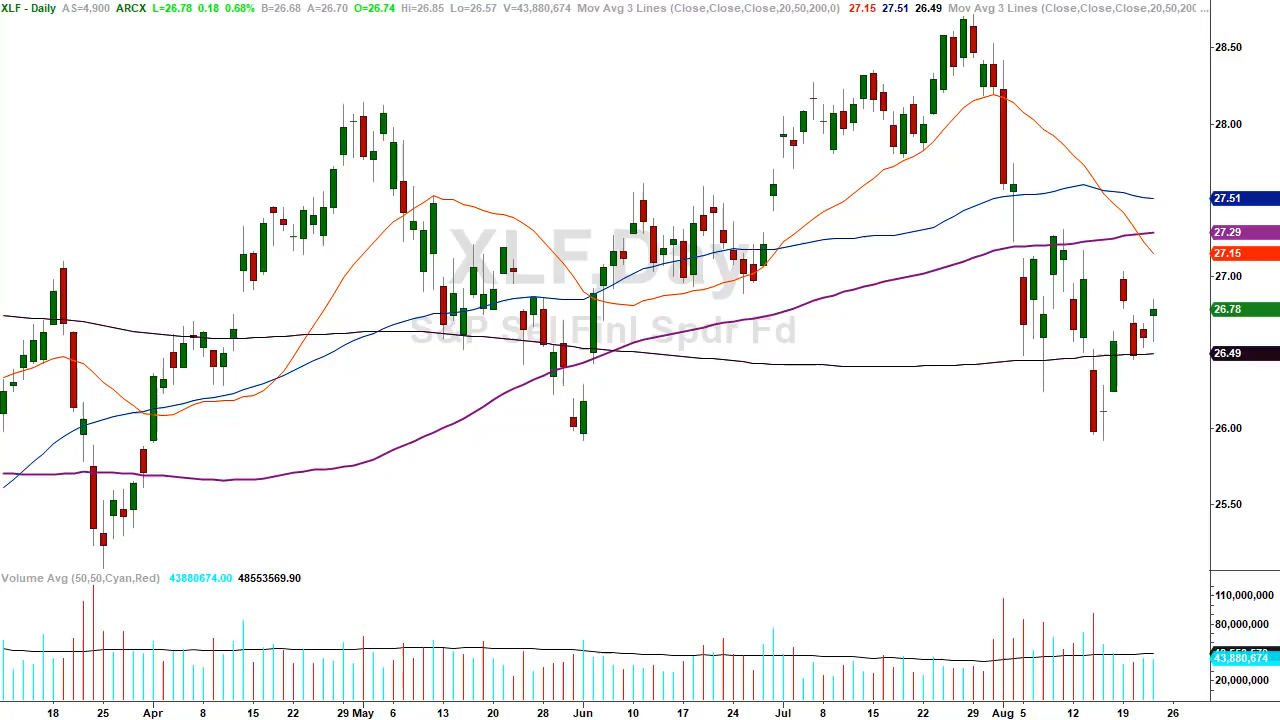 XLF - Daily AS=4,900 ARCX L=26.78 0.18 0.68% B=26.68 A=26.70 O=26.74 Hi=26.85 Lo=26.57 V=43,880,674 Mov Avg 3 Lines (Close,Close,Close,20,50,200,0) 27.15 27.51 26.49 Mov Avg 3 Lines (Close,Close,Close,20,50,200 ...
28.50
28.00
27.51
27.29
27.15
27.00
26.78
26.49
26.00
25.50
XLF.Day
S&P Sel Finl Spdr Fd
Volume Avg (50,50,Cyan,Red) 43880674.00 48553569.90
110,000,000
80,000,000
43,880,674
20,000,000
18 25 Apr 8 15 22 29 May 6 13 20 28 Jun 10 17 24 Jul 8 15 22 29 Aug 5 12 19 26